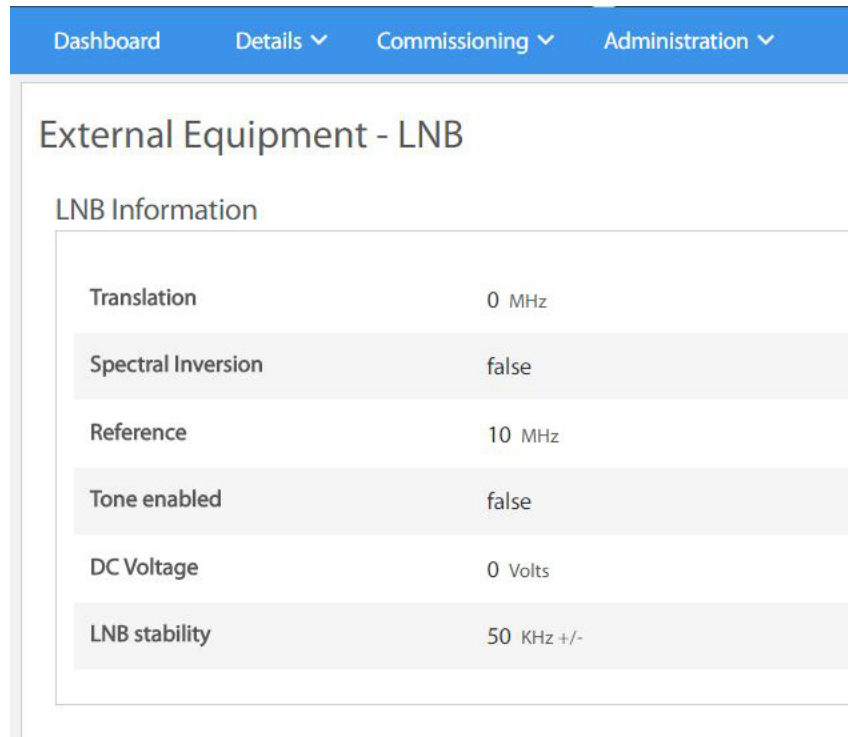 Dashboard Details Commissioning Administration
External Equipment - LNB
LNB Information
Translation 0 MHz
Spectral Inversion false
Reference 10 MHz
Tone enabled false
DC Voltage 0 Volts
LNB stability 50 KHz +/-